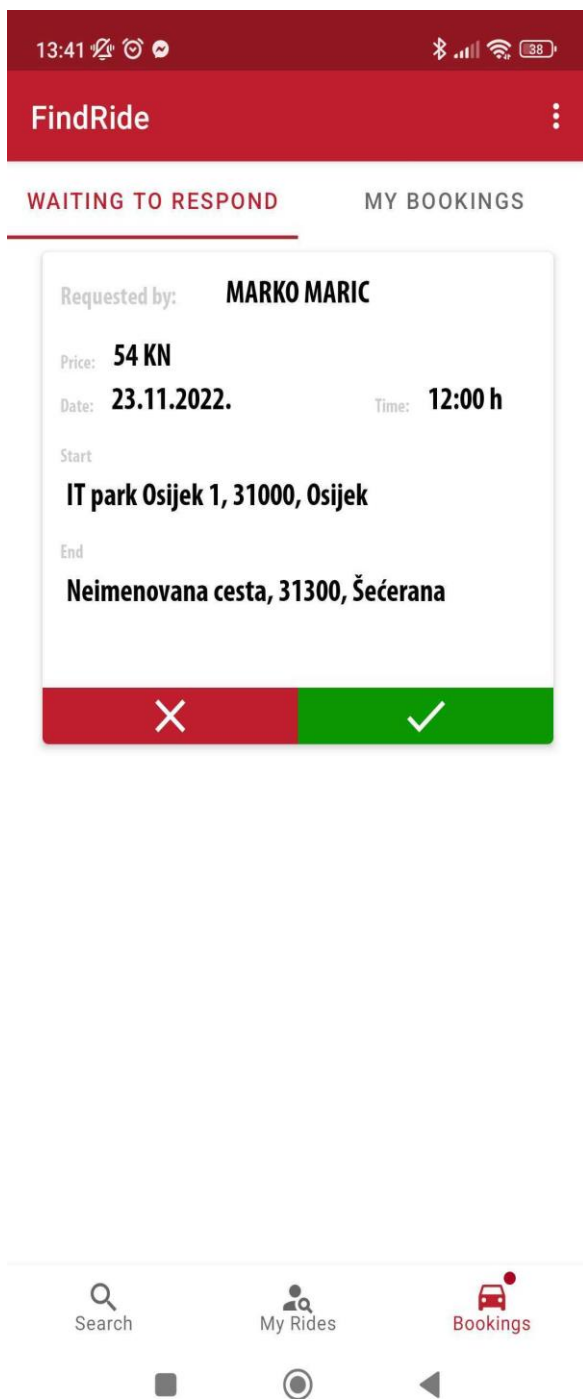 13:41 38
FindRide
WAITING TO RESPOND MY BOOKINGS
Requested by: MARKO MARIC
Price: 54 KN
Date: 23.11.2022. Time: 12:00 h
Start
IT park Osijek 1, 31000, Osijek
End
Neimenovana cesta, 31300, Šećerana
Search My Rides Bookings